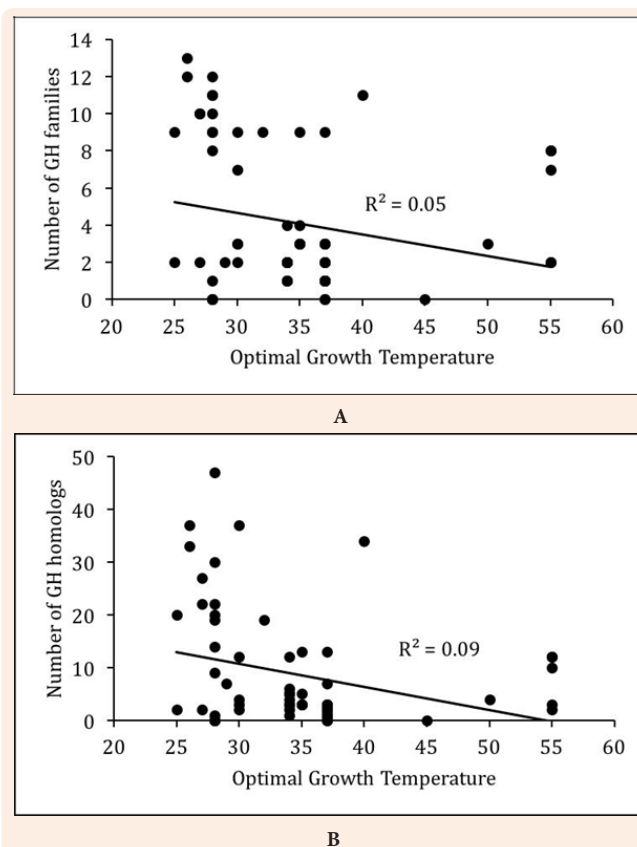 Number of GH families
14
12
10
8
6
4
2
0
R² = 0.05
20 25 30 35 40 45 50 55 60
Optimal Growth Temperature
A
Number of GH homologs
50
40
30
20
10
0
R² = 0.09
20 25 30 35 40 45 50 55 60
Optimal Growth Temperature
B